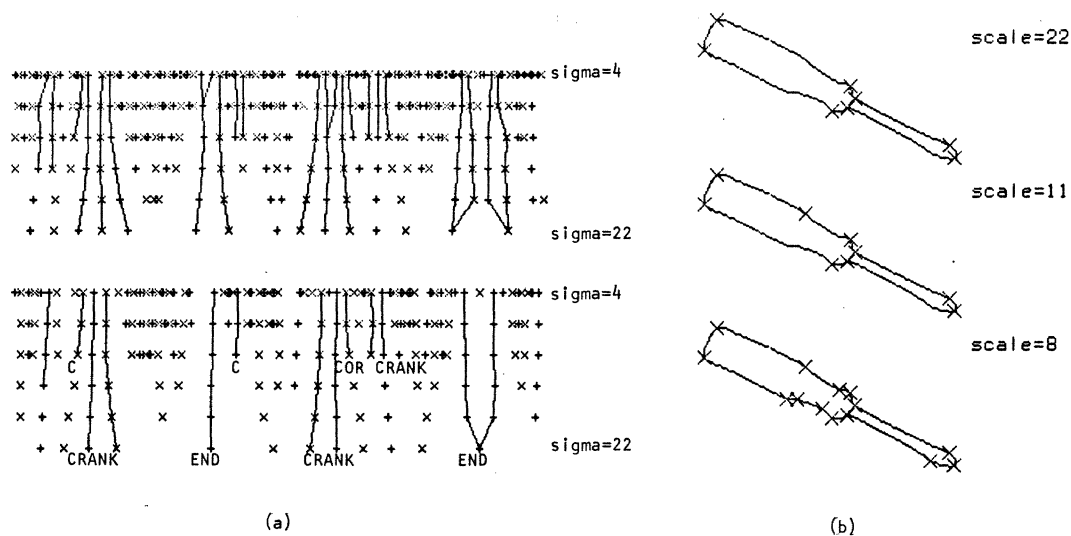 sigma=4
sigma=22
sigma=4
C C COR CRANK
sigma=22
CRANK END CRANK END
(a)
scale=22
scale=11
scale=8
(b)